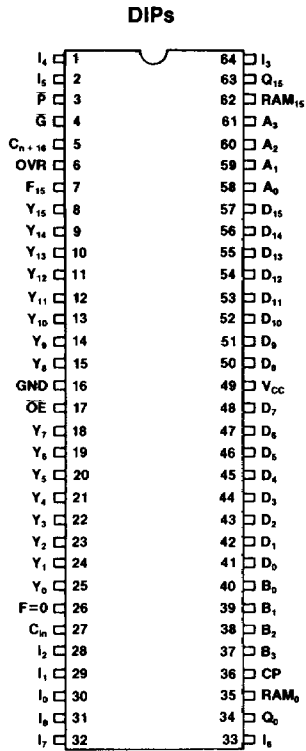 DIPs
I₄ 1 64 I₃
I₅ 2 63 Q₁₅
P̅ 3 62 RAM₁₅
G̅ 4 61 A₃
Cₙ ₊ ₁₆ 5 60 A₂
OVR 6 59 A₁
F₁₅ 7 58 A₀
Y₁₅ 8 57 D₁₅
Y₁₄ 9 56 D₁₄
Y₁₃ 10 55 D₁₃
Y₁₂ 11 54 D₁₂
Y₁₁ 12 53 D₁₁
Y₁₀ 13 52 D₁₀
Y₉ 14 51 D₉
Y₈ 15 50 D₈
GND 16 49 V_CC
O̅E̅ 17 48 D₇
Y₇ 18 47 D₆
Y₆ 19 46 D₅
Y₅ 20 45 D₄
Y₄ 21 44 D₃
Y₃ 22 43 D₂
Y₂ 23 42 D₁
Y₁ 24 41 D₀
Y₀ 25 40 B₀
F=0 26 39 B₁
Cᵢₙ 27 38 B₂
I₂ 28 37 B₃
I₁ 29 36 CP
I₀ 30 35 RAM₀
I₈ 31 34 Q₀
I₇ 32 33 I₆